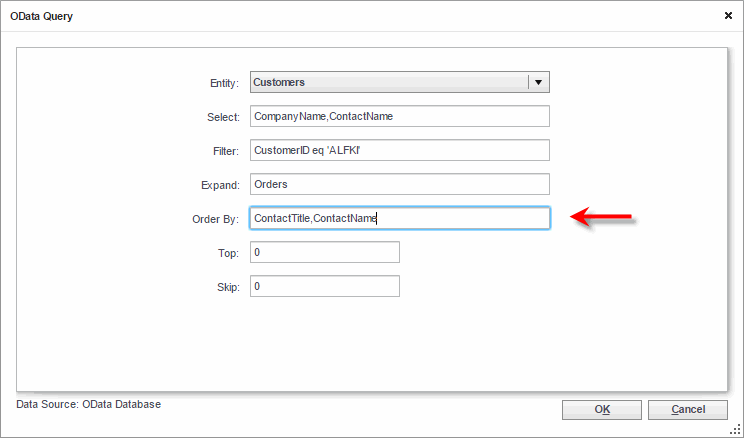 OData Query
Entity: Customers
Select: CompanyName,ContactName
Filter: CustomerID eq 'ALFKI'
Expand: Orders
Order By: ContactTitle,ContactName
Top: 0
Skip: 0
Data Source: OData Database
OK Cancel